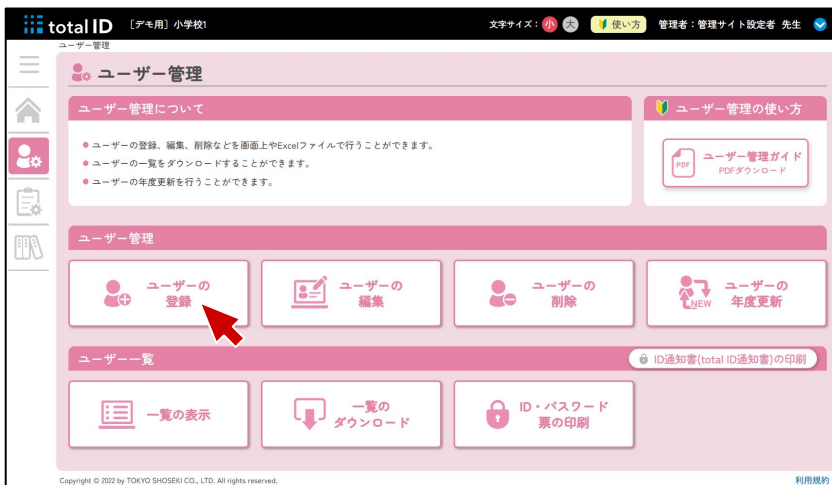 total ID [デモ用] 小学校1 文字サイズ: 小 大 使い方 管理者:管理サイト設定者 先生
ユーザー管理
ユーザー管理
ユーザー管理について
ユーザーの登録、編集、削除などを画面上やExcelファイルで行うことができます。
ユーザーの一覧をダウンロードすることができます。
ユーザーの年度更新を行うことができます。
ユーザー管理の使い方
PDF
ユーザー管理ガイド
PDFダウンロード
ユーザー管理
ユーザーの
登録
ユーザーの
編集
ユーザーの
削除
NEW
ユーザーの
年度更新
ユーザー一覧
ID通知書(total ID通知書)の印刷
一覧の表示
一覧の
ダウンロード
ID・パスワード
票の印刷
Copyright © 2022 by TOKYO SHOSEKI CO., LTD. All rights reserved.
利用規約